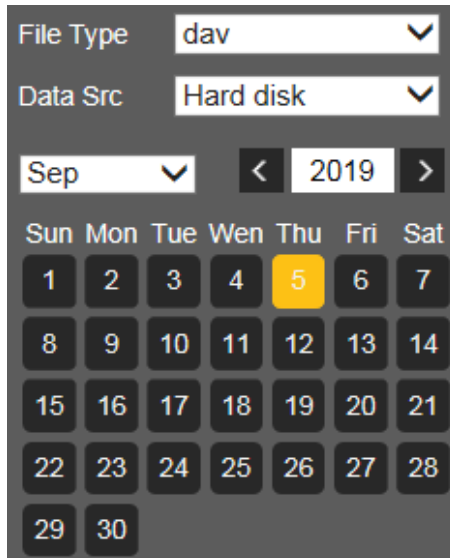 File Type dav
Data Src Hard disk
Sep < 2019 >
Sun Mon Tue Wen Thu Fri Sat
1 2 3 4 5 6 7
8 9 10 11 12 13 14
15 16 17 18 19 20 21
22 23 24 25 26 27 28
29 30